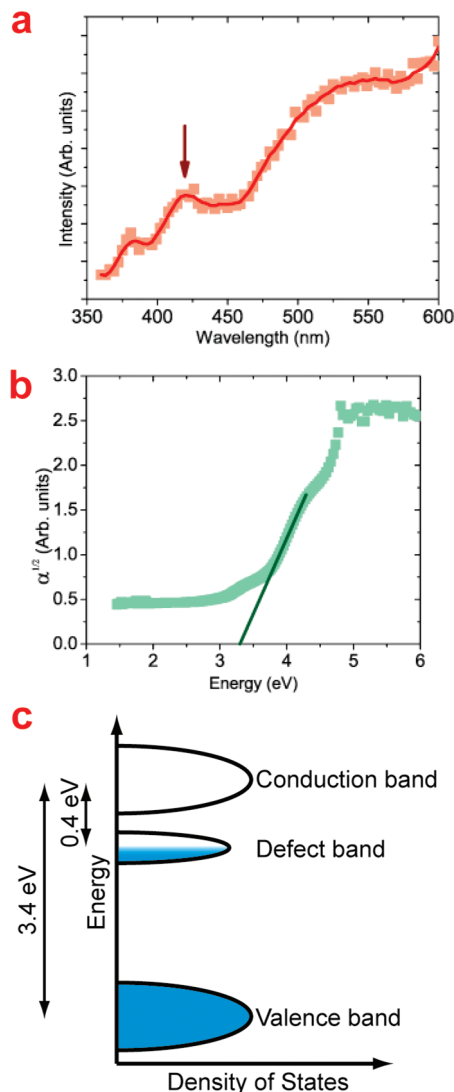 a
Intensity (Arb. units)
350 400 450 500 550 600
Wavelength (nm)
b
3.0
2.5
2.0
1.5
1.0
0.5
0.0
α1/2 (Arb. units)
1 2 3 4 5 6
Energy (eV)
c
Conduction band
0.4 eV
Defect band
3.4 eV
Energy
Valence band
Density of States